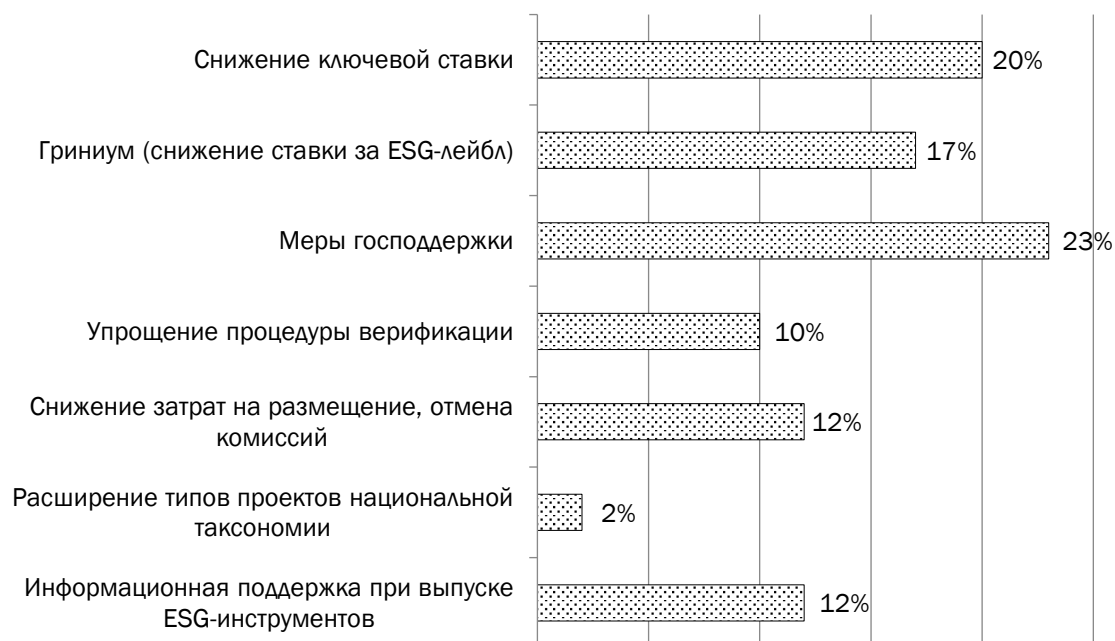 Снижение ключевой ставки
20%
Гриниум (снижение ставки за ESG-лейбл)
17%
Меры господдержки
23%
Упрощение процедуры верификации
10%
Снижение затрат на размещение, отмена
комиссий
12%
Расширение типов проектов национальной
таксономии
2%
Информационная поддержка при выпуске
ESG-инструментов
12%